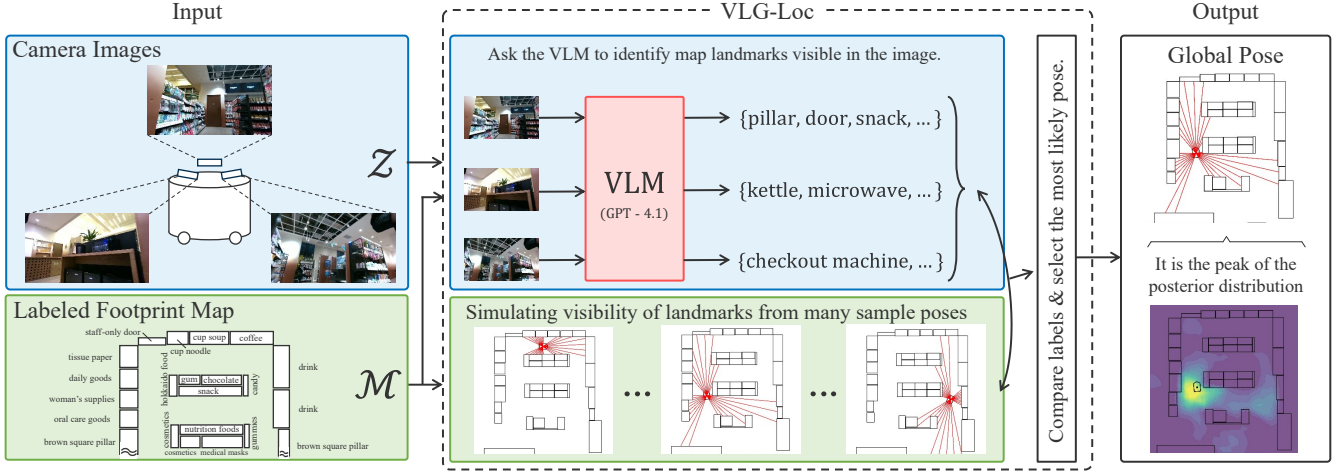 Input
VLG-Loc
Output
Camera Images
Z
Labeled Footprint Map
staff-only door
cup soup
coffee
cup noodle
tissue paper
daily goods
woman's supplies
oral care goods
brown square pillar
hokkaido food
gum
chocolate
snack
candy
drink
drink
cosmetics
nutrition foods
gummies
cosmetics
medical masks
brown square pillar
M
Ask the VLM to identify map landmarks visible in the image.
VLM
(GPT - 4.1)
{pillar, door, snack, ... }
{kettle, microwave, ... }
{checkout machine, ... }
Simulating visibility of landmarks from many sample poses
...
...
Compare labels & select the most likely pose.
Global Pose
It is the peak of the
posterior distribution